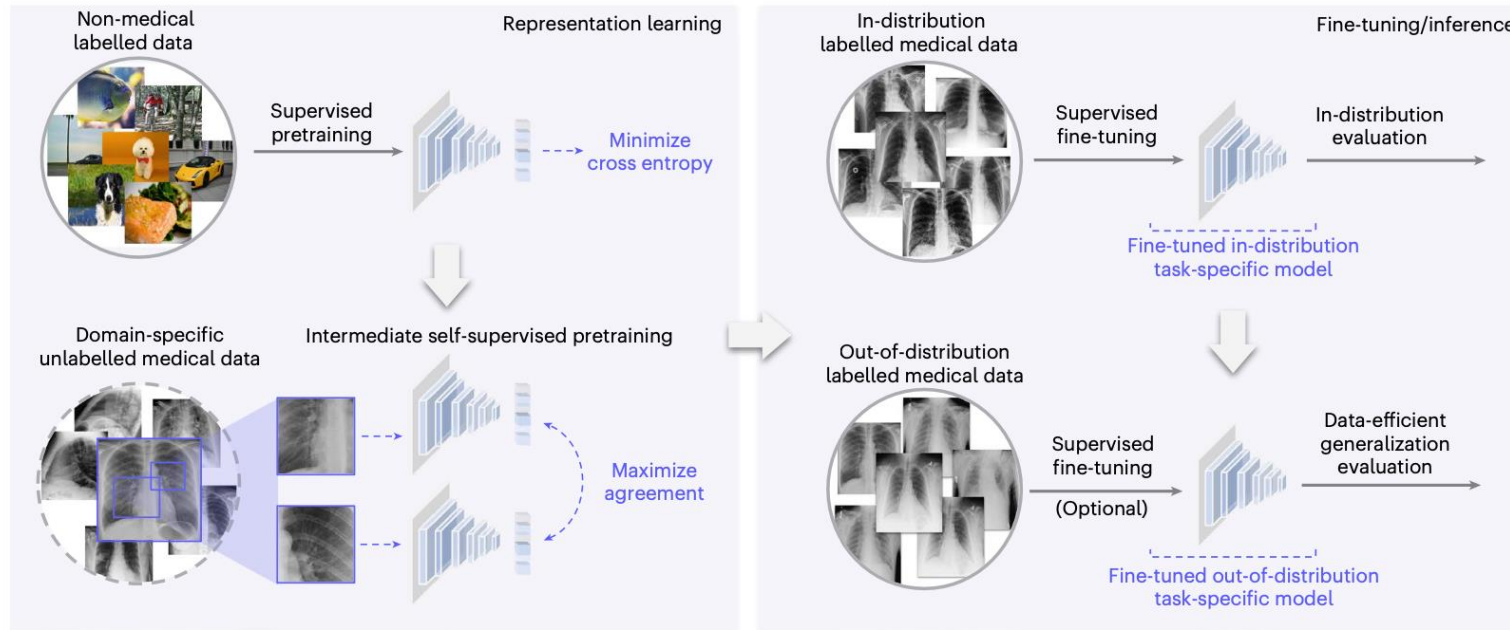 Non-medical
labelled data
Representation learning
Supervised
pretraining
Minimize
cross entropy
Domain-specific
unlabelled medical data
Intermediate self-supervised pretraining
Maximize
agreement
In-distribution
labelled medical data
Fine-tuning/inference
Supervised
fine-tuning
In-distribution
evaluation
Fine-tuned in-distribution
task-specific model
Out-of-distribution
labelled medical data
Supervised
fine-tuning
(Optional)
Data-efficient
generalization
evaluation
Fine-tuned out-of-distribution
task-specific model